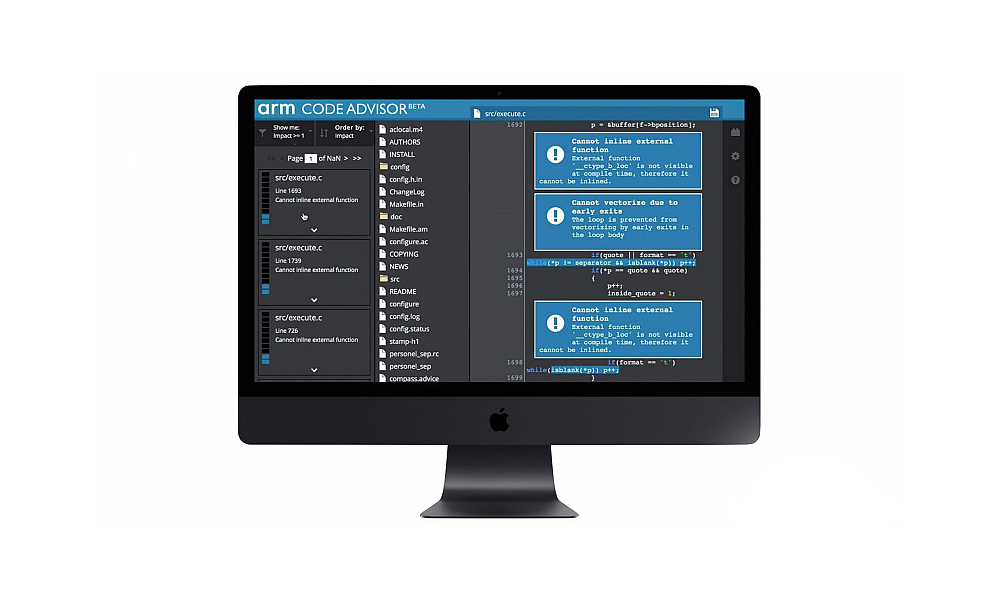 arm CODE ADVISOR BETA
Show me:
Impact >= 1
Order by:
Impact
<< < Page 1 of NaN > >>
src/execute.c
Line 1693
Cannot inline external function
src/execute.c
Line 1739
Cannot inline external function
src/execute.c
Line 726
Cannot inline external function
aclocal.m4
AUTHORS
INSTALL
config
config.h.in
ChangeLog
Makefile.in
doc
Makefile.am
configure.ac
COPYING
NEWS
src
README
configure
config.log
config.status
stamp-h1
personel_sep.rc
personel_sep
compass.advice
src/execute.c
1692 p = &buffer[f->bposition];
Cannot inline external
function
External function
'__ctype_b_loc' is not visible
at compile time, therefore it
cannot be inlined.
Cannot vectorize due to
early exits
The loop is prevented from
vectorizing by early exits in
the loop body
1693 if(quote || format == 't')
while(*p != separator && isblank(*p)) p++;
1694 if(*p == quote && quote)
1695 {
1696 p++;
1697 inside_quote = 1;
Cannot inline external
function
External function
'__ctype_b_loc' is not visible
at compile time, therefore it
cannot be inlined.
1698 if(format == 't')
while(isblank(*p)) p++;
1699 }